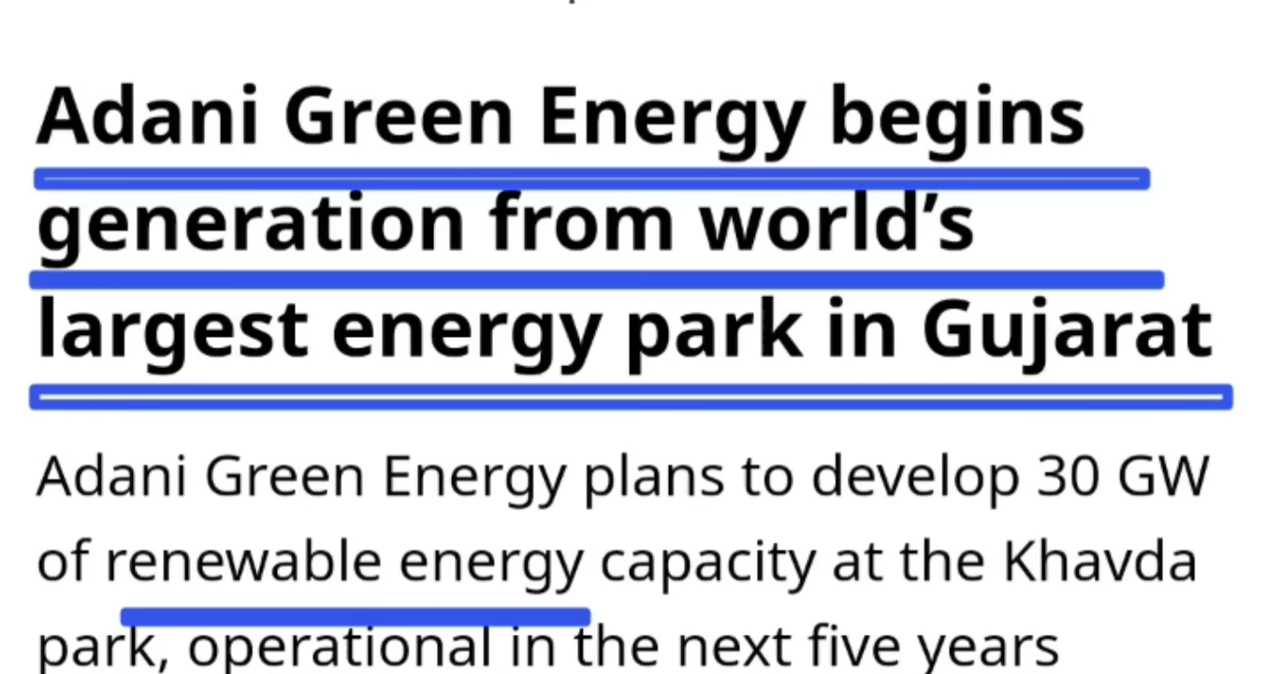 Adani Green Energy begins
generation from world’s
largest energy park in Gujarat
Adani Green Energy plans to develop 30 GW
of renewable energy capacity at the Khavda
park, operational in the next five years